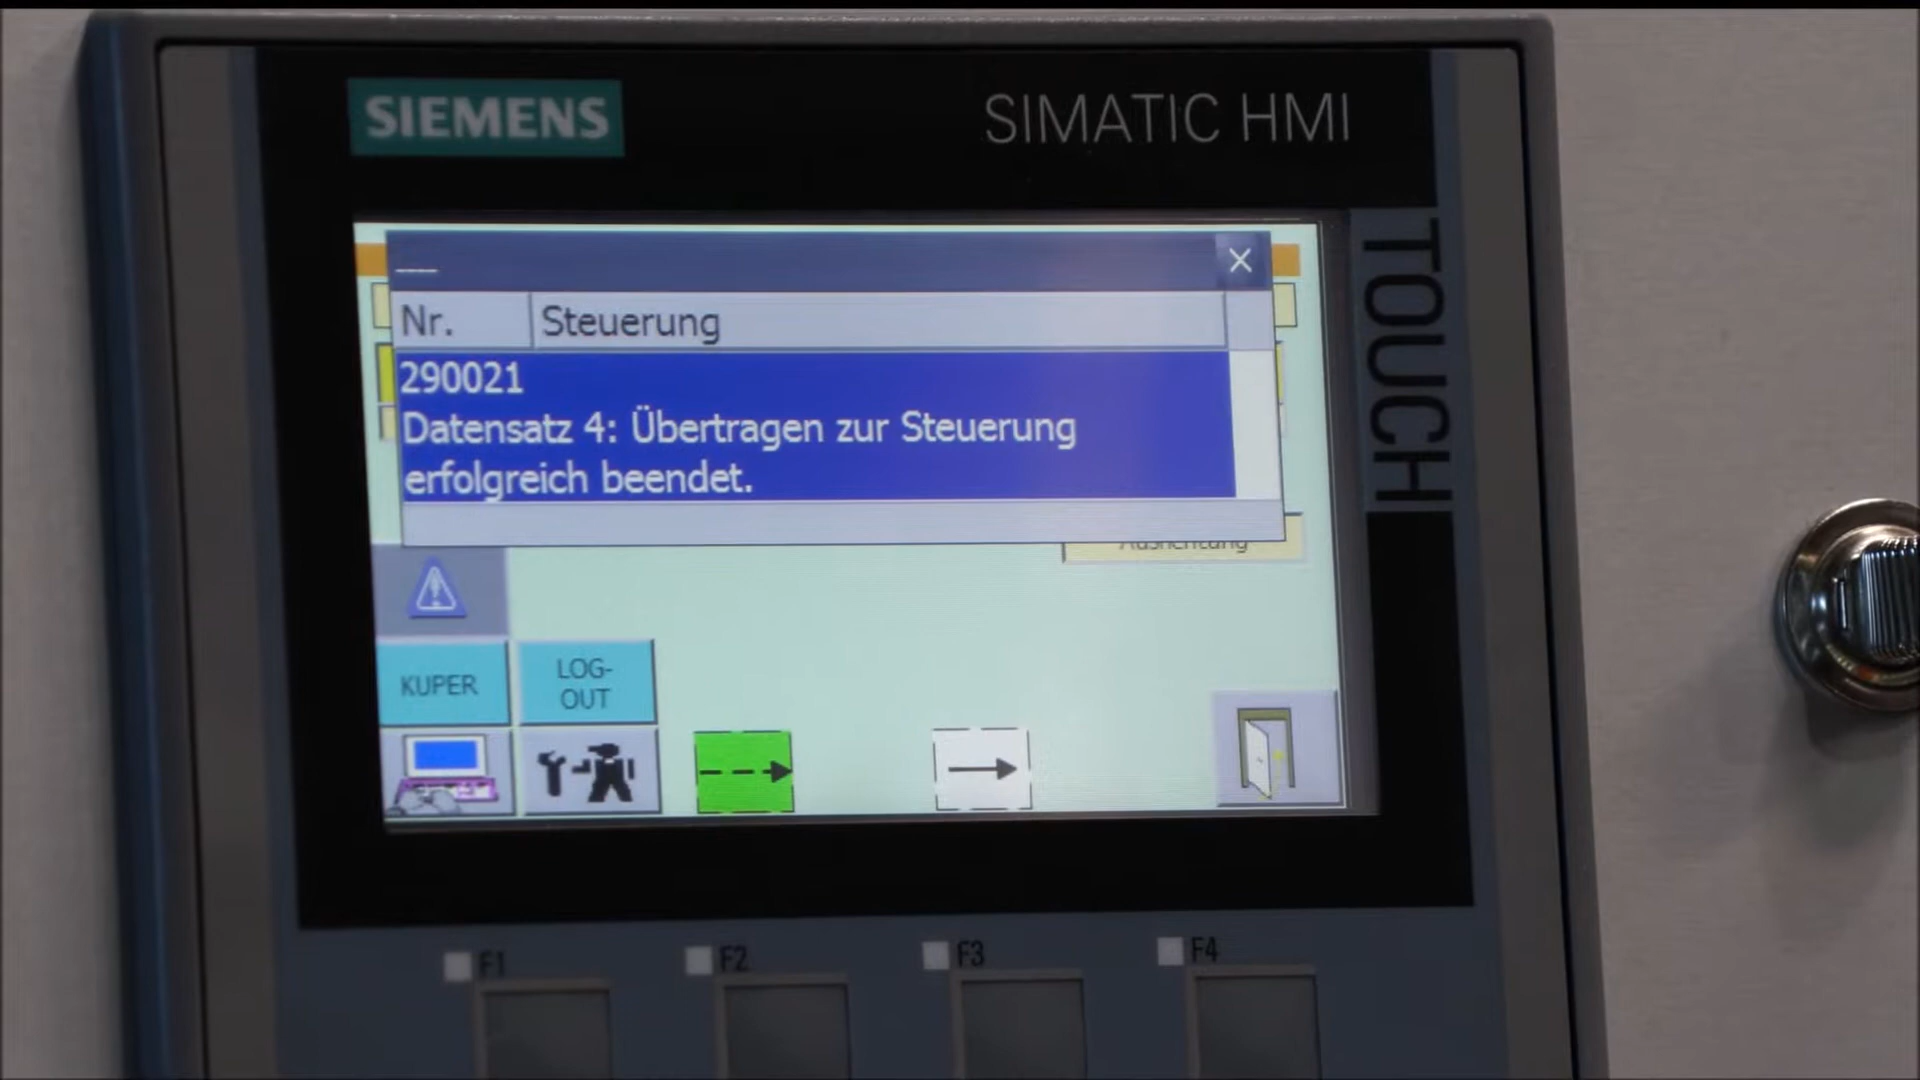 SIEMENS
SIMATIC HMI
TOUCH
Nr. Steuerung
290021
Datensatz 4: Übertragen zur Steuerung
erfolgreich beendet.
KUPER
LOG-
OUT
F1 F2 F3 F4